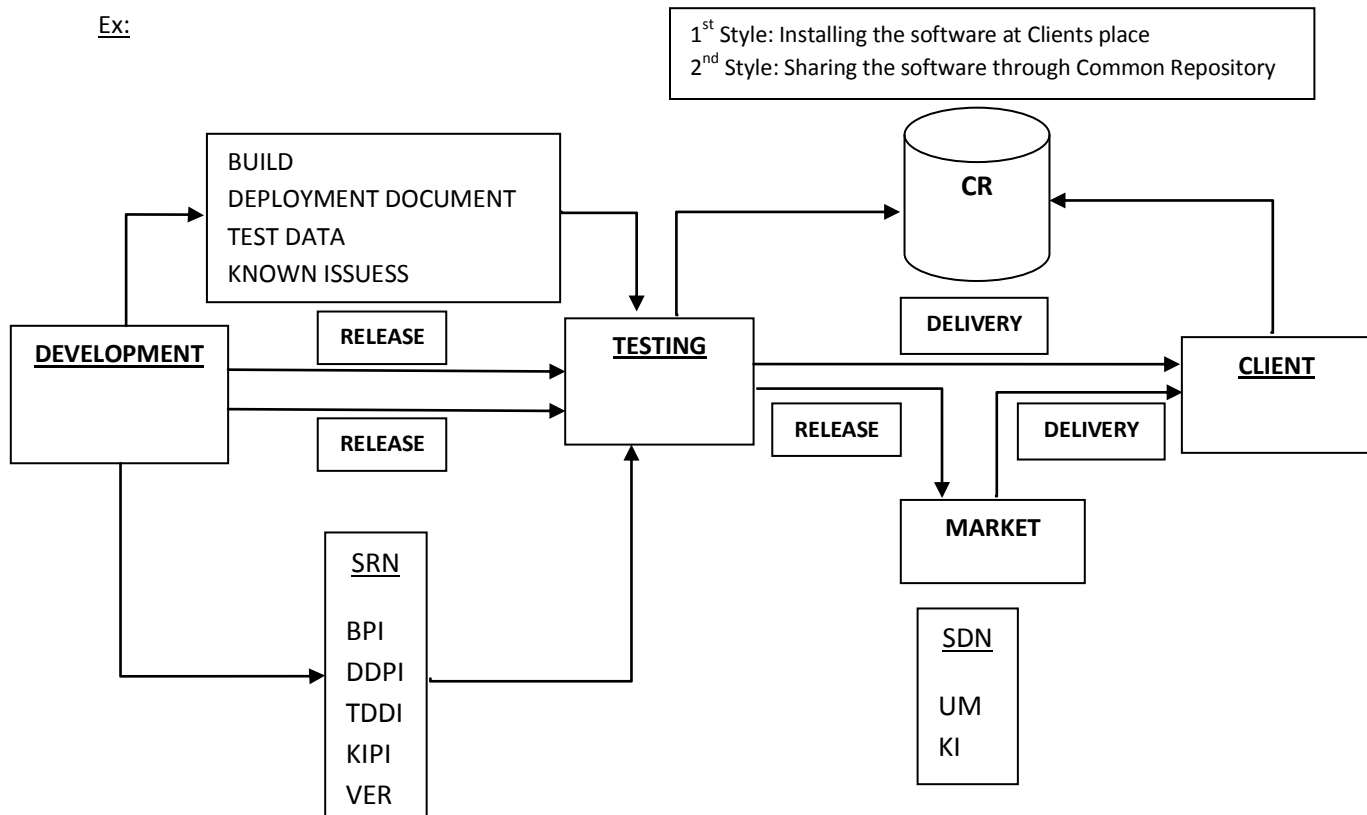 Ex:
1st Style: Installing the software at Clients place
2nd Style: Sharing the software through Common Repository
BUILD
DEPLOYMENT DOCUMENT
TEST DATA
KNOWN ISSUESS
CR
RELEASE
DELIVERY
DEVELOPMENT
TESTING
CLIENT
RELEASE
RELEASE
DELIVERY
MARKET
SRN
BPI
DDPI
TDDI
KIPI
VER
SDN
UM
KI